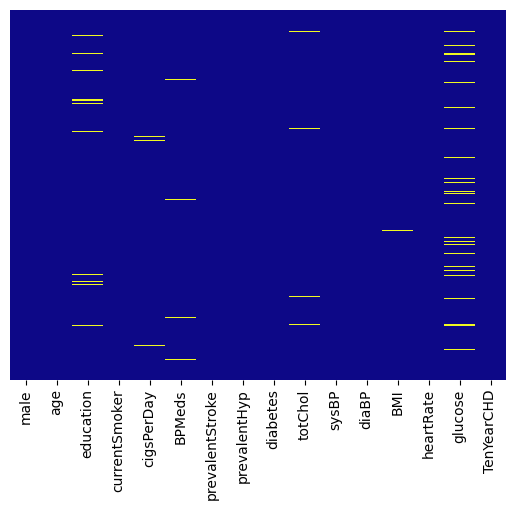 male
age
education
currentSmoker
cigsPerDay
BPMeds
prevalentStroke
prevalentHyp
diabetes
totChol
sysBP
diaBP
BMI
heartRate
glucose
TenYearCHD